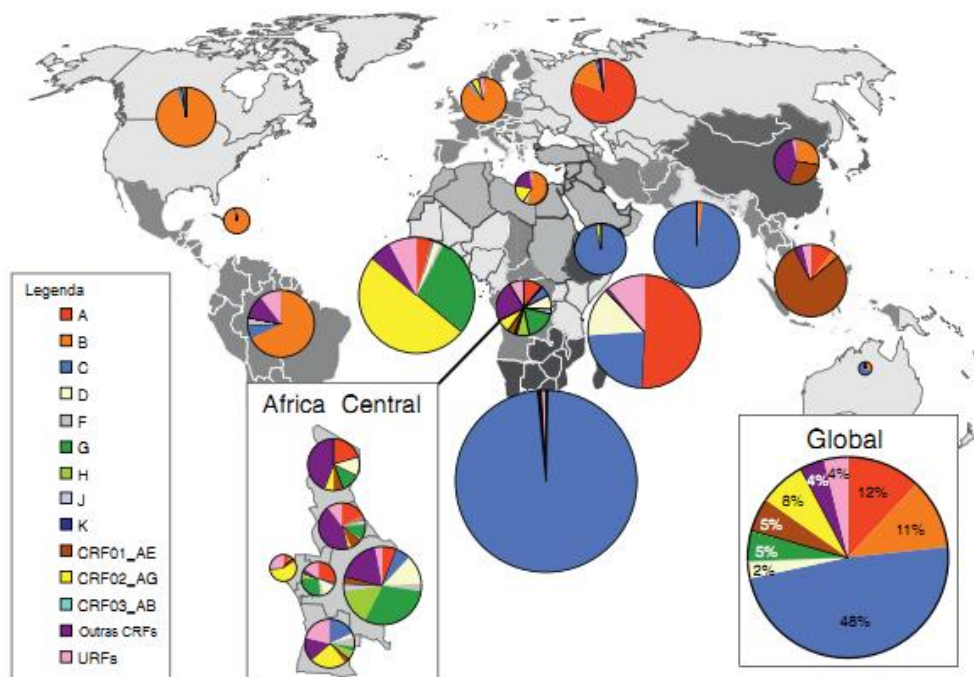 Legenda
A
B
C
D
F
G
H
J
K
CRF01_AE
CRF02_AG
CRF03_AB
Outras CRFs
URFs
Africa Central
Global
4%
4%
12%
8%
11%
5%
5%
2%
48%